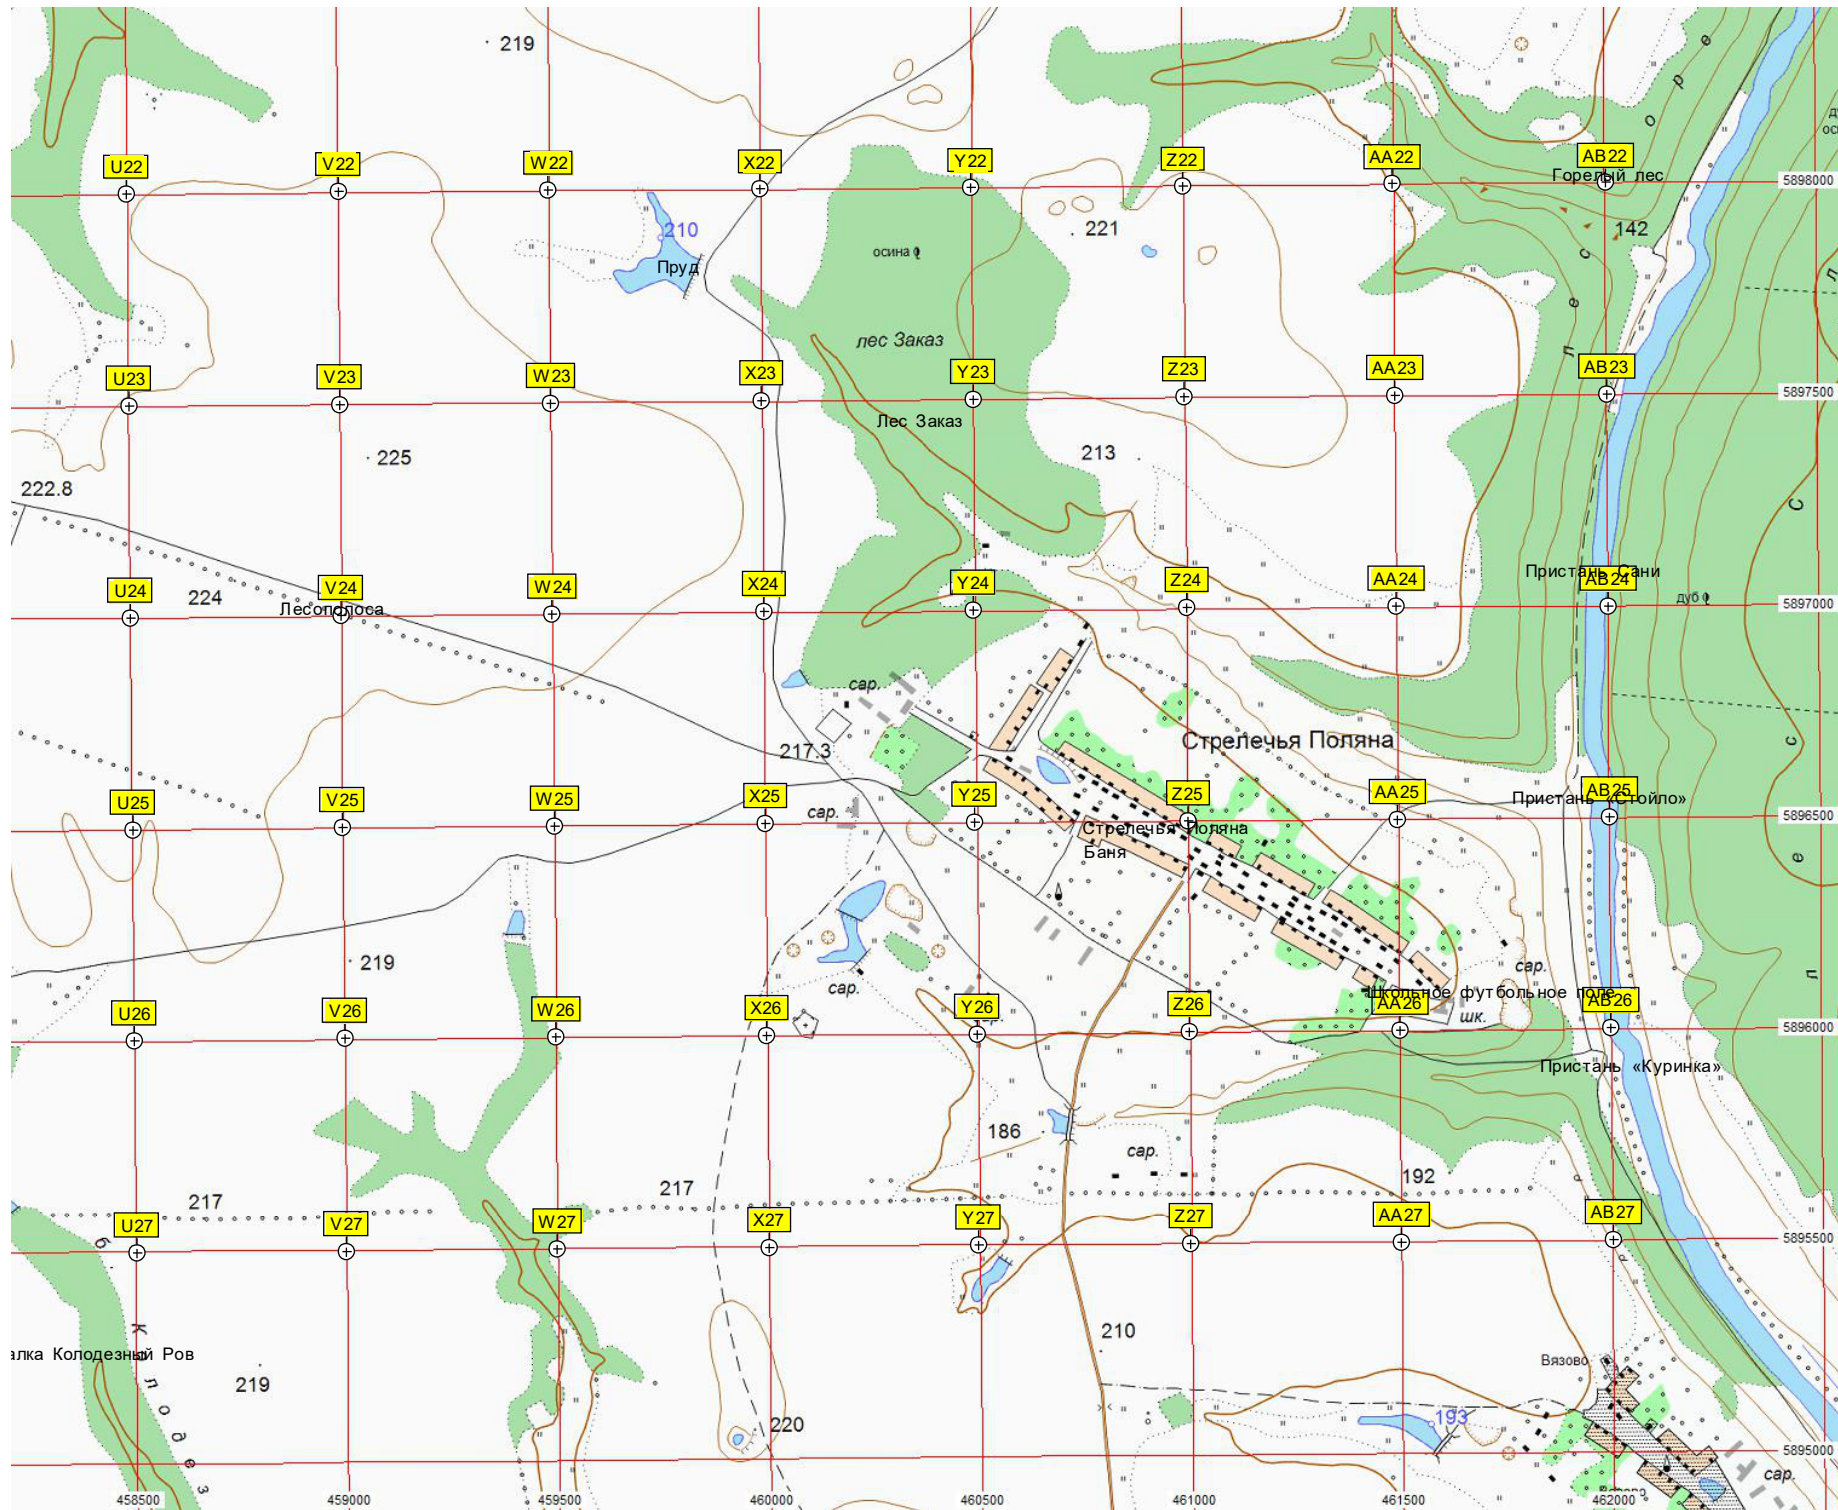 219
U22
V22
W22
X22
Y22
Z22
AA22
AB22
Горелый лес
5898000
210
Пруд
осина
221
142
лес Заказ
U23
V23
W23
X23
Y23
Z23
AA23
AB23
5897500
Лес Заказ
225
213
222.8
U24
224
V24
Лесополоса
W24
X24
Y24
Z24
AA24
Пристань Сани
AB24
дуб
5897000
сар.
217.3
Стрелечья Поляна
U25
V25
W25
X25
сар.
Y25
Z25
AA25
AB25
Пристань «Стойло»
5896500
Стрелечья Поляна
Баня
219
сар.
сар.
U26
V26
W26
X26
Y26
сар.
Z26
Школьное футбольное поле
AA26
шк.
AB26
5896000
Пристань «Куринка»
186
сар.
192
217
217
U27
V27
W27
X27
Y27
Z27
AA27
AB27
5895500
210
Вязово
алка Колодезный Ров
219
220
193
5895000
сар.
458500
459000
459500
460000
460500
461000
461500
462000